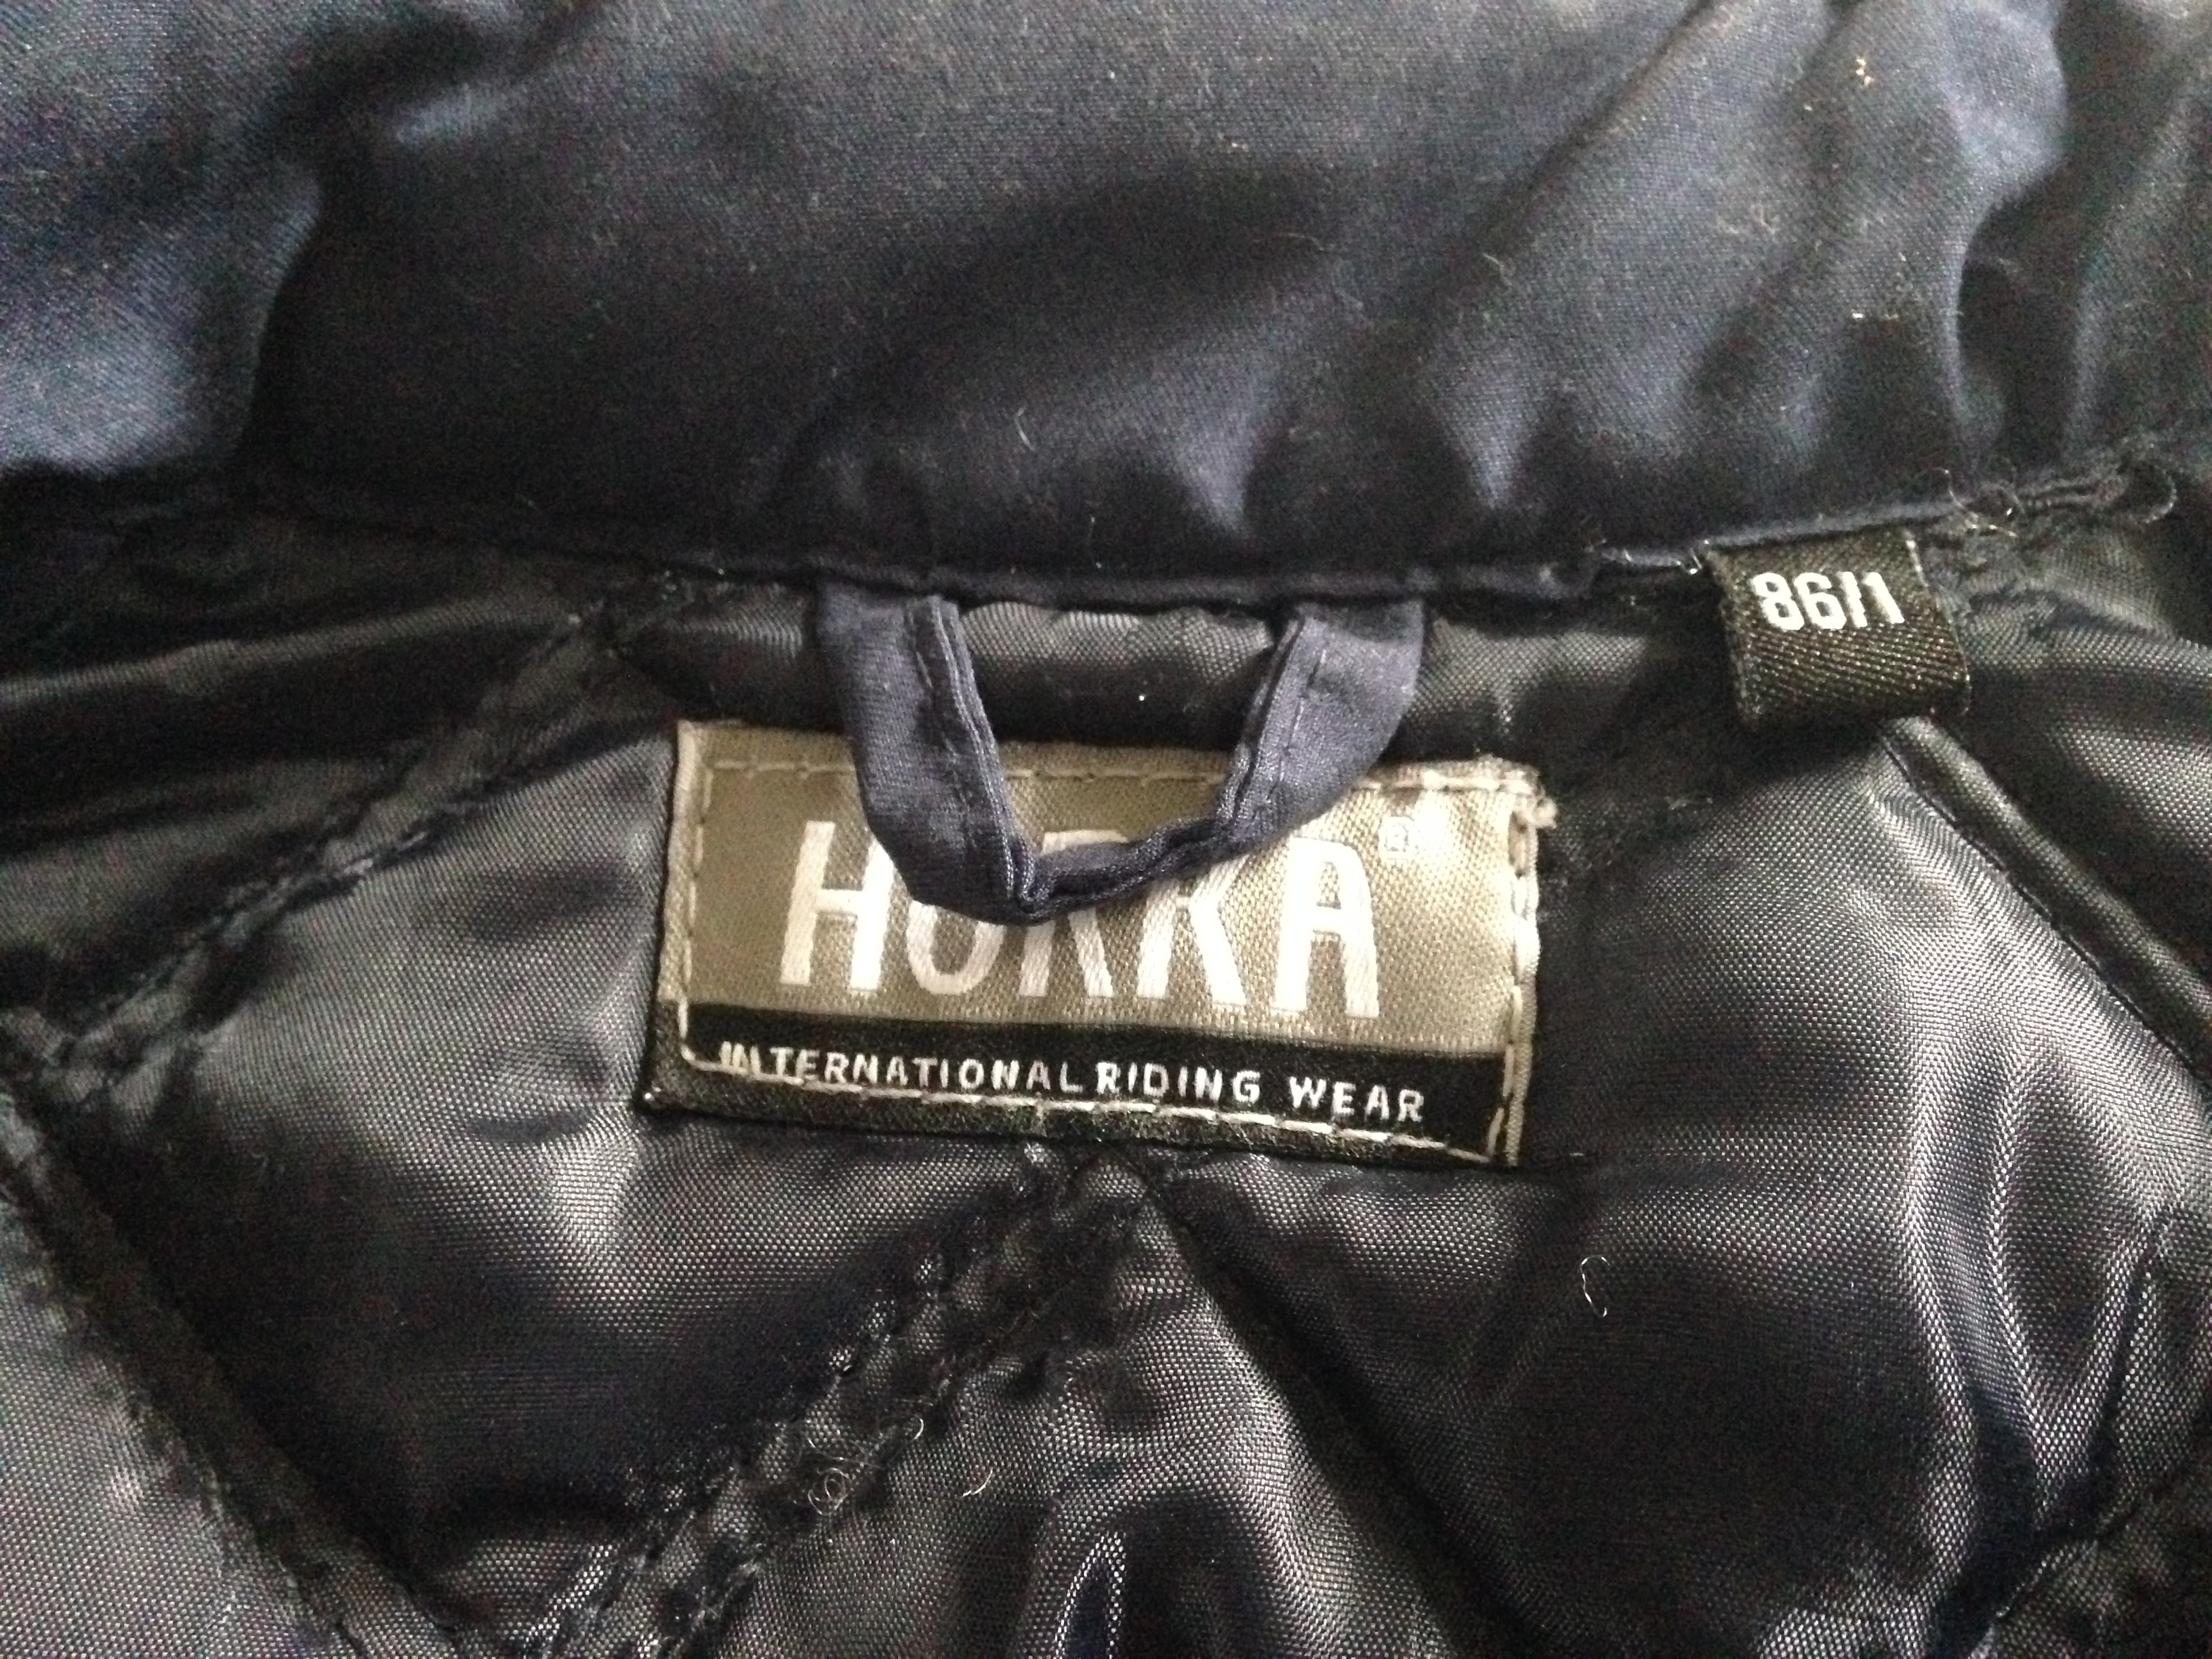 86/1
HORKA®
INTERNATIONAL RIDING WEAR